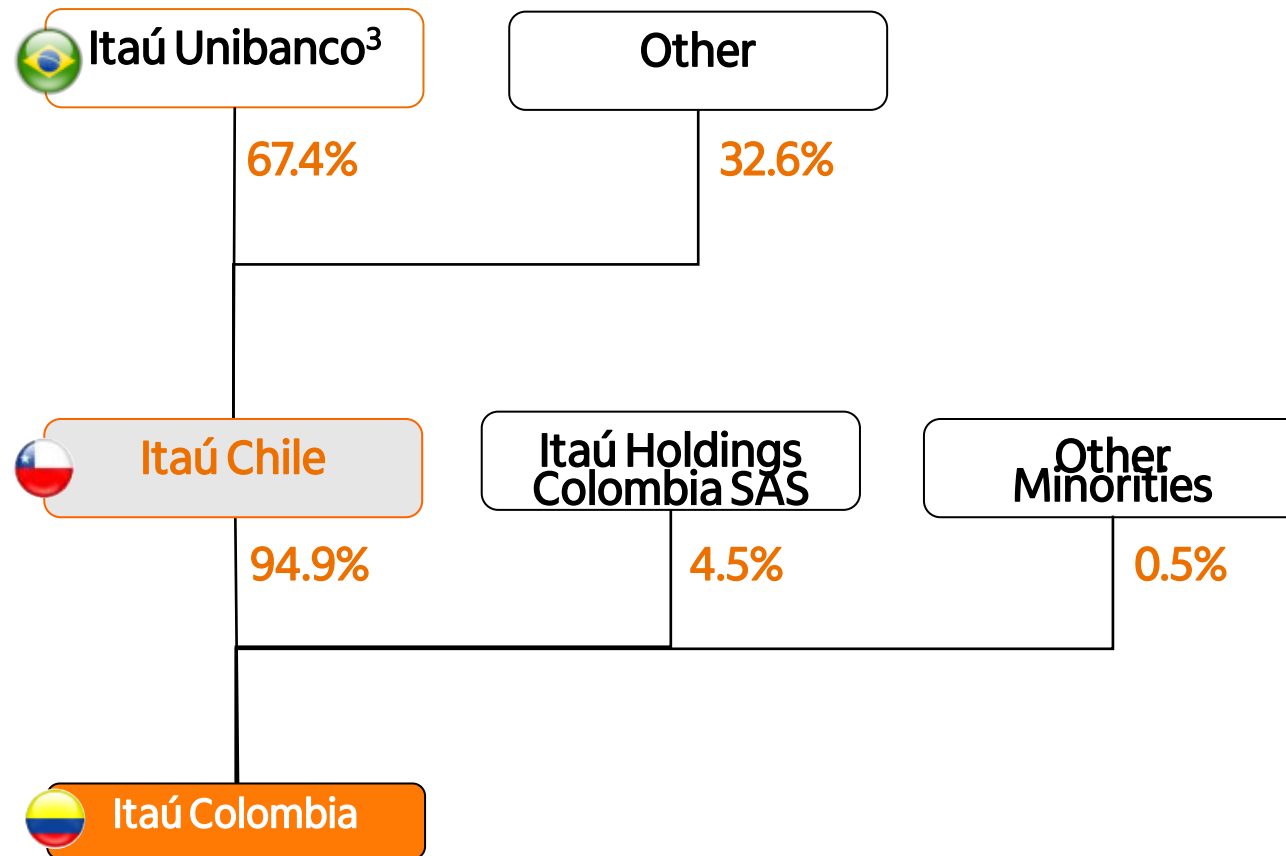 Itaú Unibanco³
Other
67.4%
32.6%
Itaú Chile
Itaú Holdings
Colombia SAS
Other
Minorities
94.9%
4.5%
0.5%
Itaú Colombia